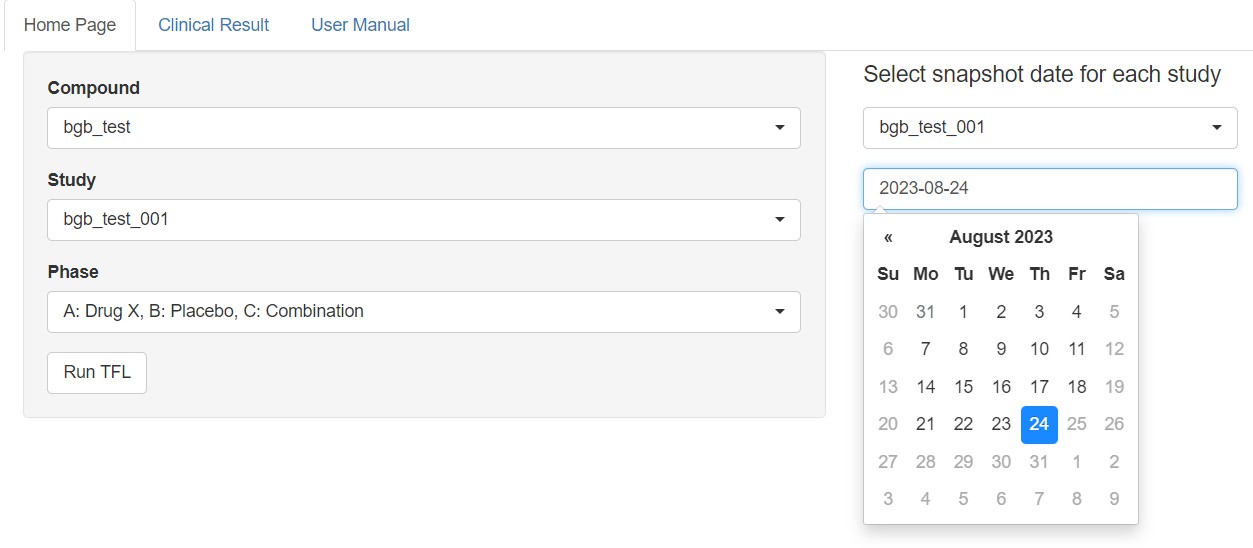 Home Page Clinical Result User Manual
Compound
bgb_test
Study
bgb_test_001
Phase
A: Drug X, B: Placebo, C: Combination
Run TFL
Select snapshot date for each study
bgb_test_001
2023-08-24
« August 2023
Su Mo Tu We Th Fr Sa
30 31 1 2 3 4 5
6 7 8 9 10 11 12
13 14 15 16 17 18 19
20 21 22 23 24 25 26
27 28 29 30 31 1 2
3 4 5 6 7 8 9